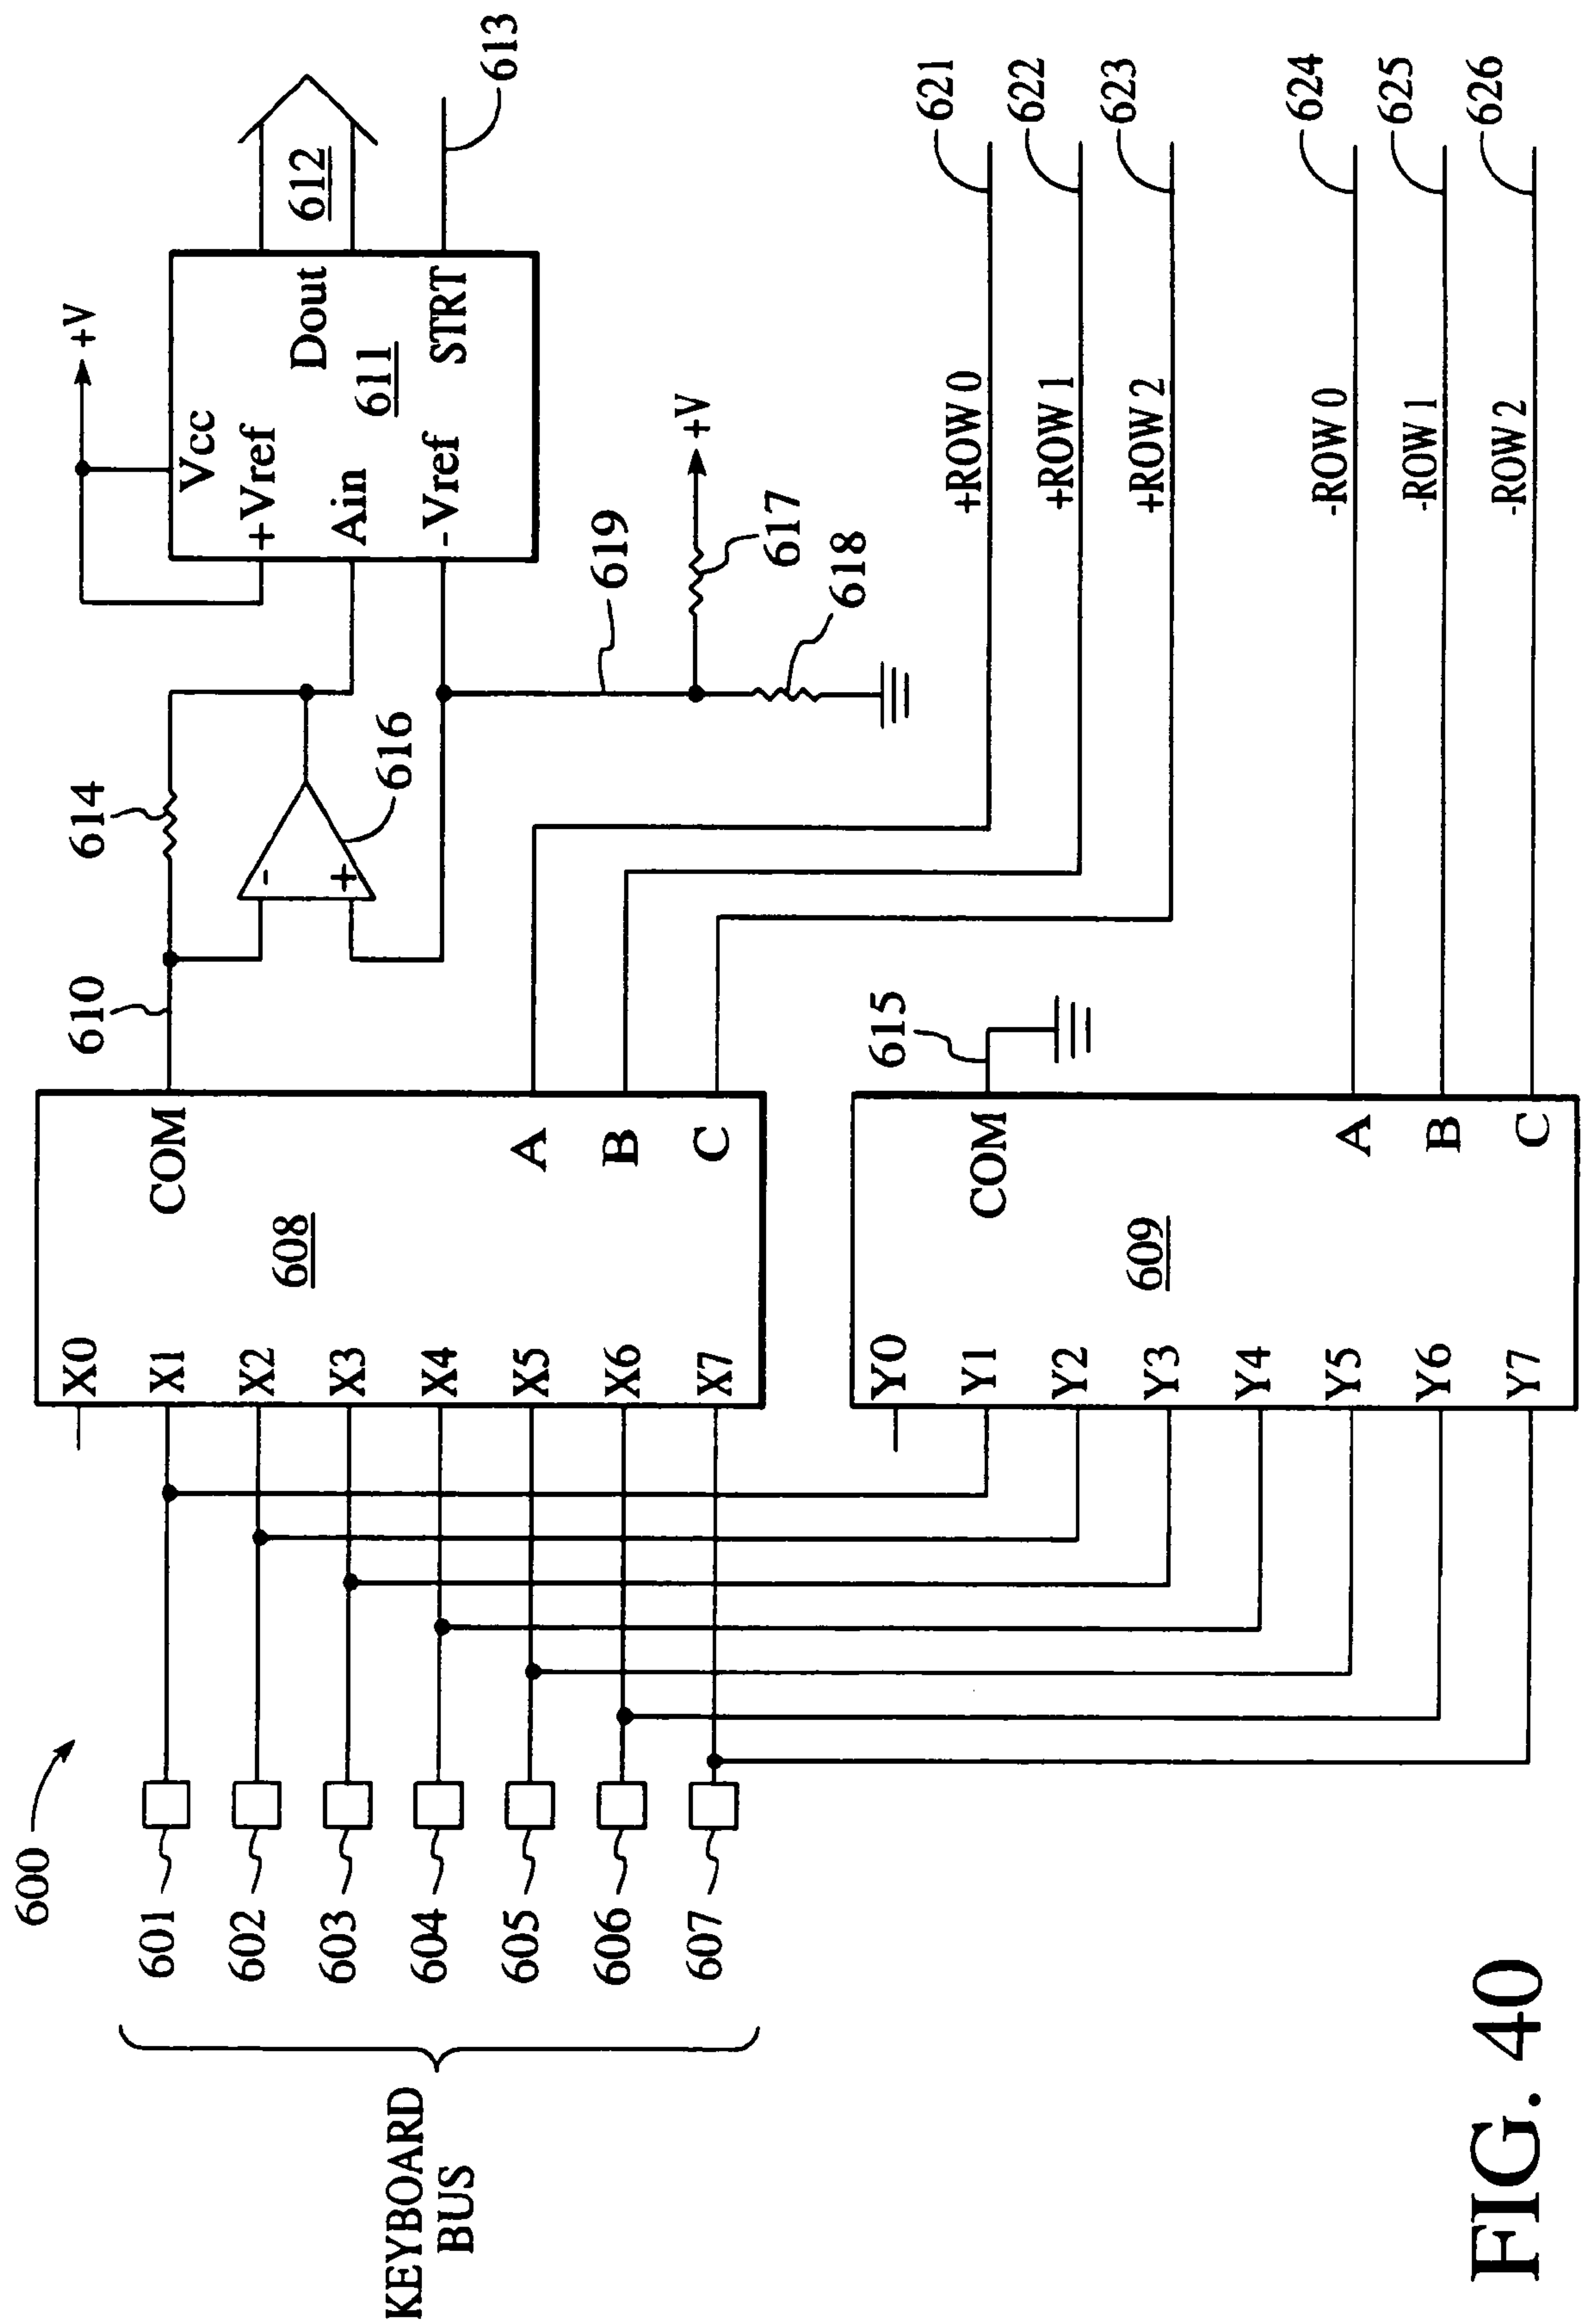 600
KEYBOARD
BUS
601
602
603
604
605
606
607
X0
X1
X2
X3
X4
X5
X6
X7
608
COM
A
B
C
610
614
-
+
616
Vcc
+Vref
Ain
-Vref
Dout
611
STRT
+V
612
613
619
+V
617
618
Y0
Y1
Y2
Y3
Y4
Y5
Y6
Y7
609
COM
A
B
C
615
+ROW 0
621
+ROW 1
622
+ROW 2
623
-ROW 0
624
-ROW 1
625
-ROW 2
626
FIG. 40